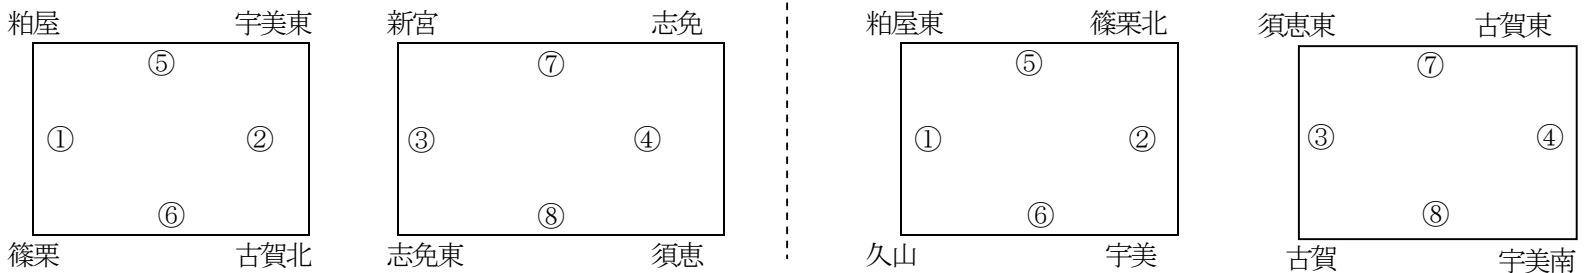 粕屋 宇美東 新宮 志免 粕屋東 篠栗北 須恵東 古賀東
⑤ ⑦ ⑤ ⑦
① ② ③ ④ ① ② ③ ④
⑥ ⑧ ⑥ ⑧
篠栗 古賀北 志免東 須恵 久山 宇美 古賀 宇美南